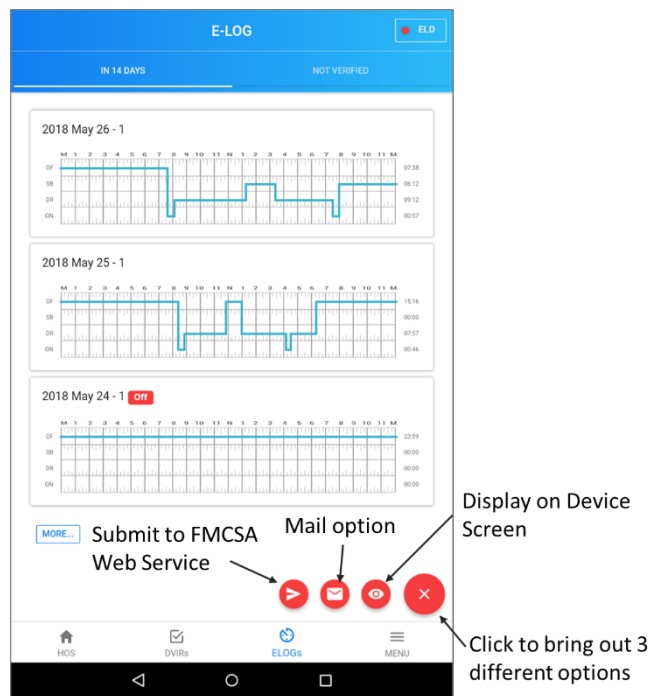 E-LOG
ELD
IN 14 DAYS
NOT VERIFIED
2018 May 26 - 1
M 1 2 3 4 5 6 7 8 9 10 11 N 1 2 3 4 5 6 7 8 9 10 11 M
OF 07:38
SB 06:12
DR 09:12
ON 00:57
2018 May 25 - 1
M 1 2 3 4 5 6 7 8 9 10 11 N 1 2 3 4 5 6 7 8 9 10 11 M
OF 15:16
SB 00:00
DR 07:57
ON 00:46
2018 May 24 - 1 Off
M 1 2 3 4 5 6 7 8 9 10 11 N 1 2 3 4 5 6 7 8 9 10 11 M
OF 23:59
SB 00:00
DR 00:00
ON 00:00
MORE...
Submit to FMCSA
Web Service
Mail option
Display on Device
Screen
HOS
DVIRs
ELOGs
MENU
Click to bring out 3
different options